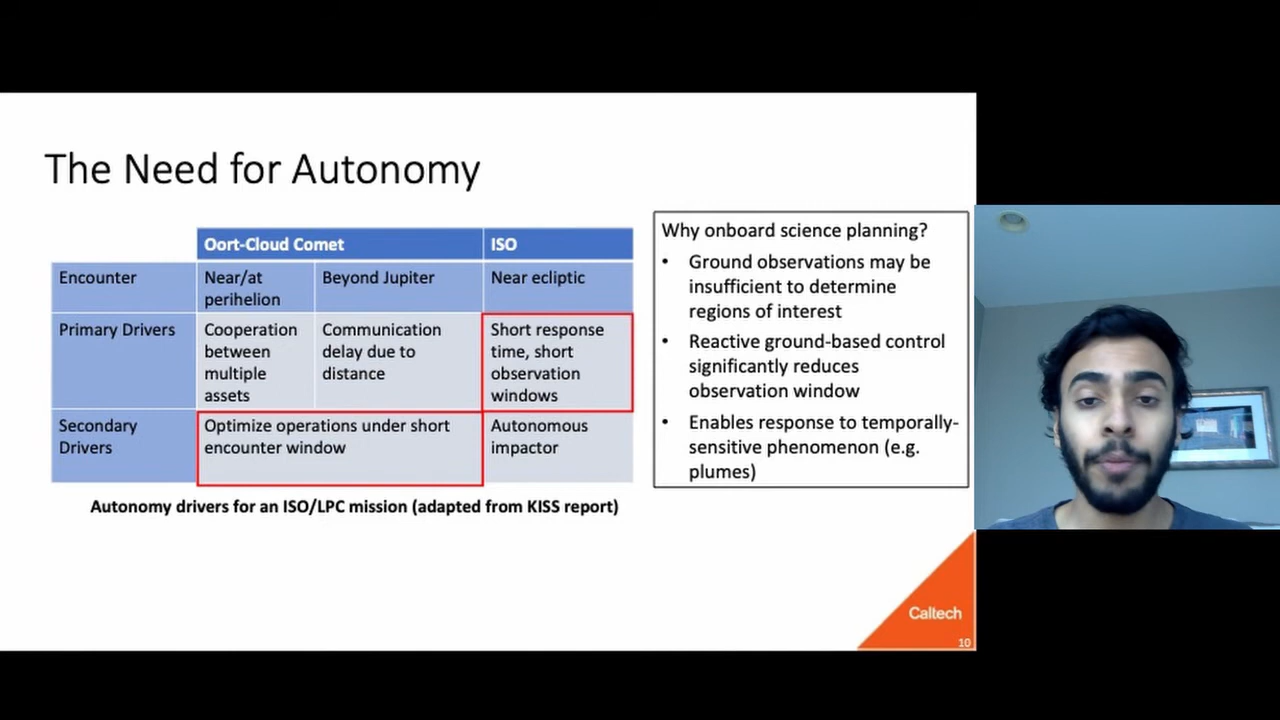 The Need for Autonomy
Oort-Cloud Comet
ISO
Encounter
Near/at
perihelion
Beyond Jupiter
Near ecliptic
Primary Drivers
Cooperation
between
multiple
assets
Communication
delay due to
distance
Short response
time, short
observation
windows
Secondary
Drivers
Optimize operations under short
encounter window
Autonomous
impactor
Autonomy drivers for an ISO/LPC mission (adapted from KISS report)
Why onboard science planning?
• Ground observations may be
insufficient to determine
regions of interest
• Reactive ground-based control
significantly reduces
observation window
• Enables response to temporally-
sensitive phenomenon (e.g.
plumes)
Caltech
10